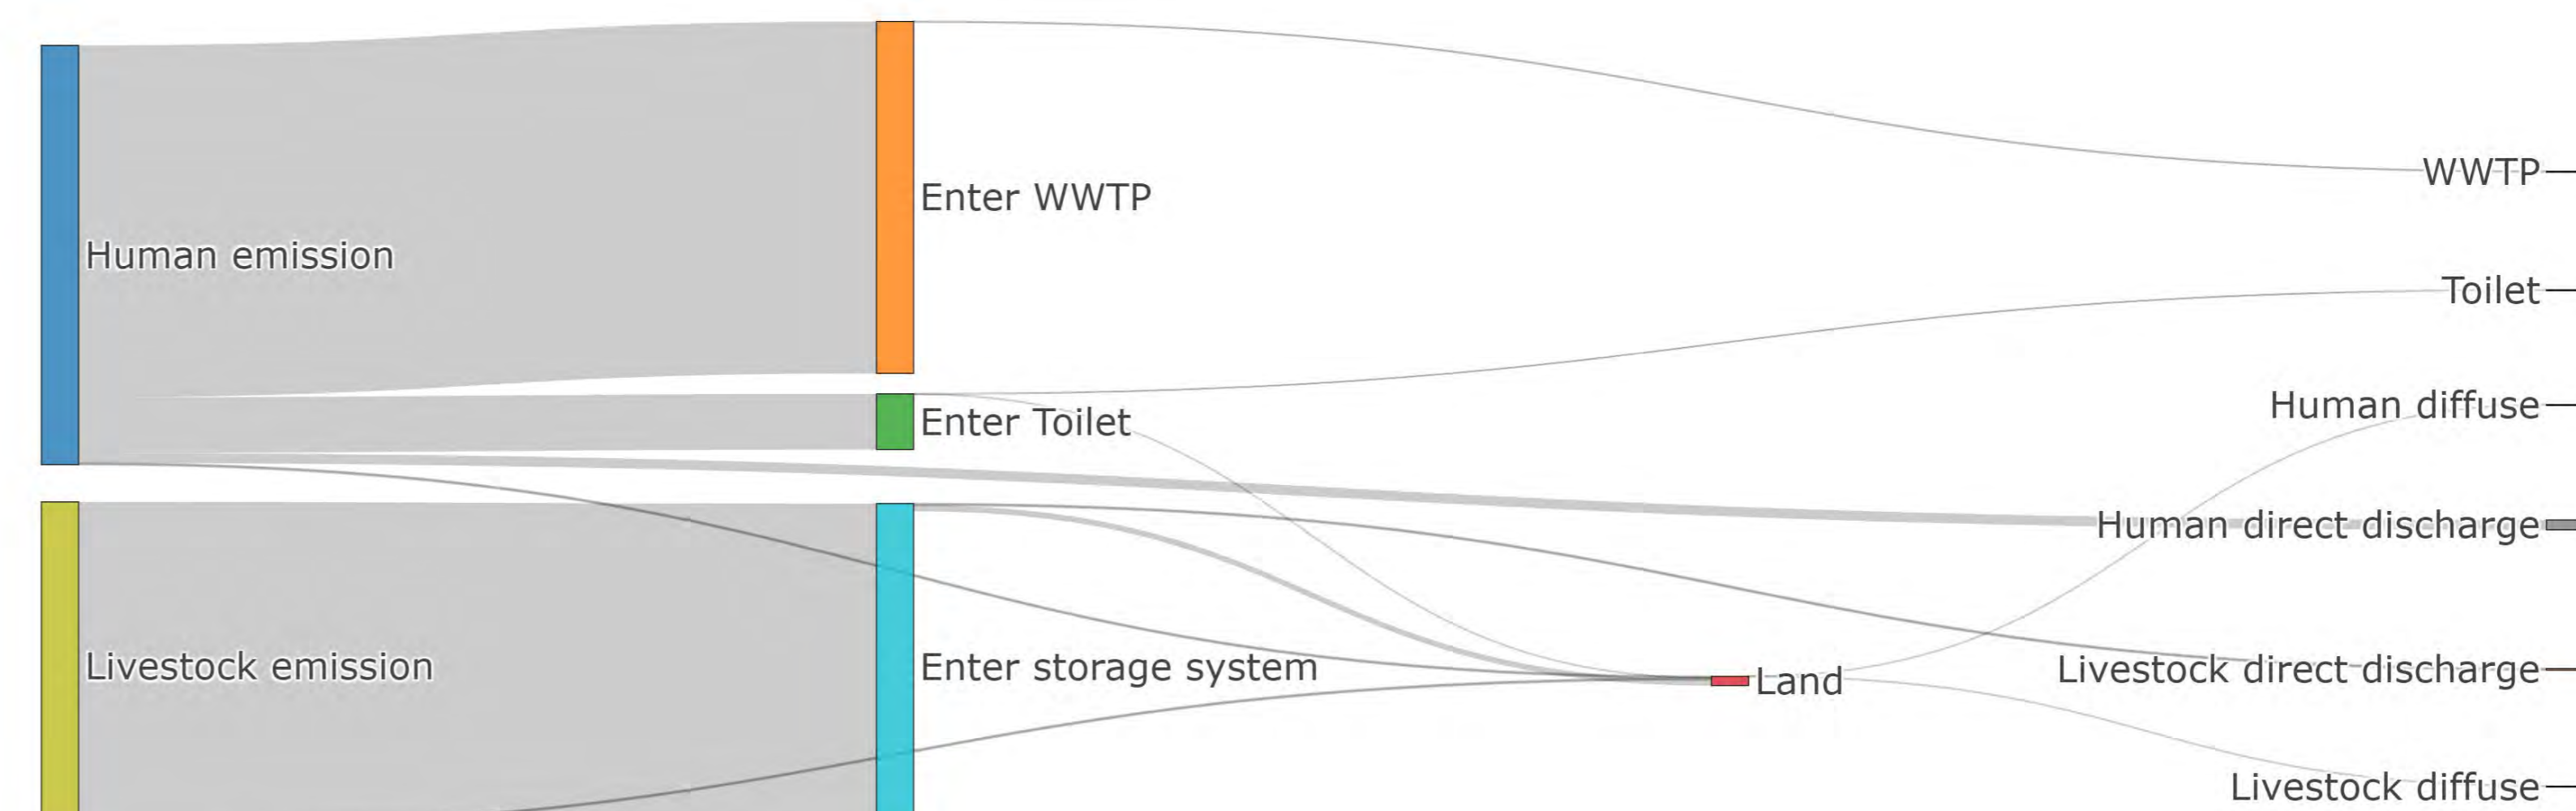 Human emission
Enter WWTP
WWTP
Toilet
Enter Toilet
Human diffuse
Human direct discharge
Livestock emission
Enter storage system
Land
Livestock direct discharge
Livestock diffuse